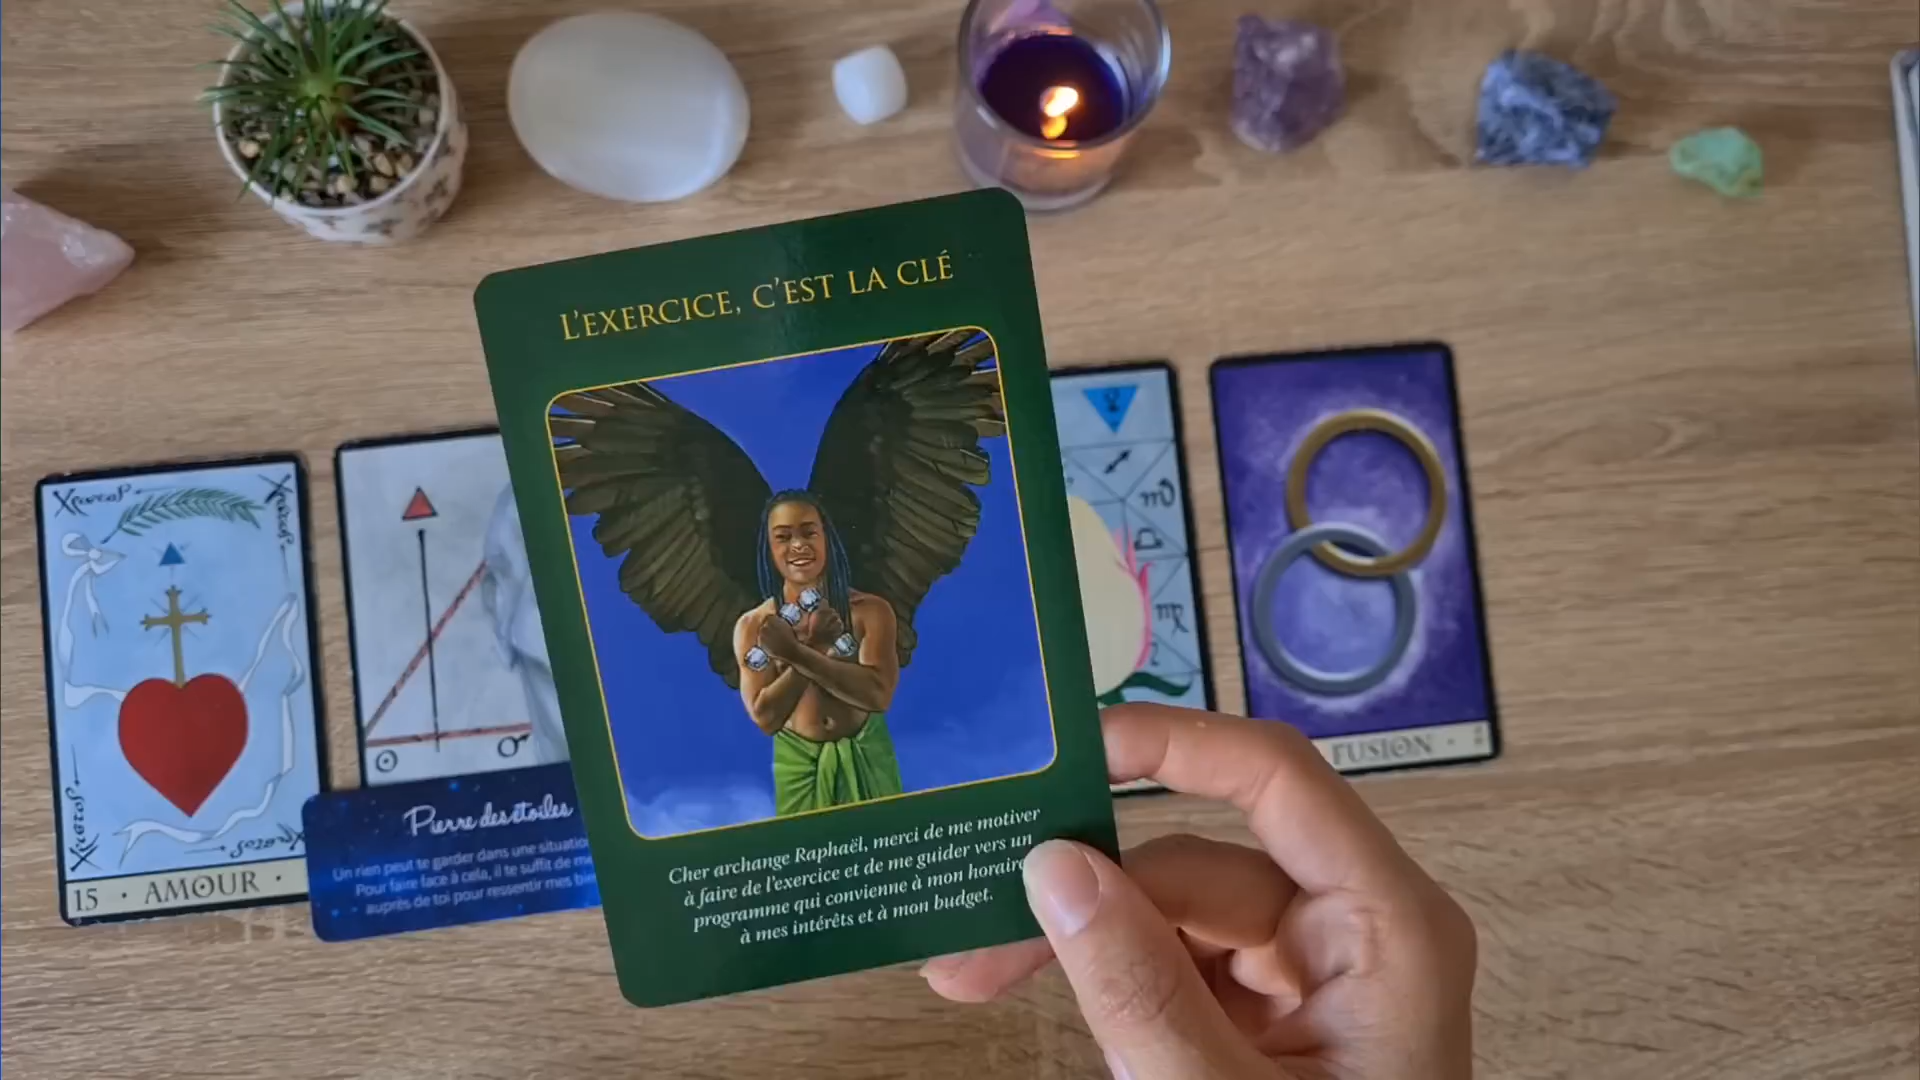 L'EXERCICE, C'EST LA CLÉ
Cher archange Raphaël, merci de me motiver
à faire de l'exercice et de me guider vers un
programme qui convienne à mon horaire
à mes intérêts et à mon budget.
15 · AMOUR ·
Pierre des étoiles
Un rien peut te garder dans une
Pour faire face à cela, il te suffit de
auprès de toi pour ressentir mes
FUSION ·